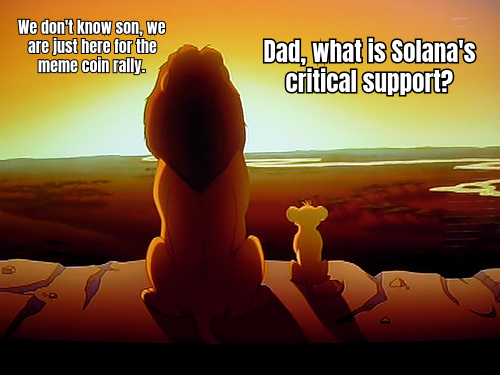 We don't know son, we
are just here for the
meme coin rally.
Dad, what is Solana's
critical support?